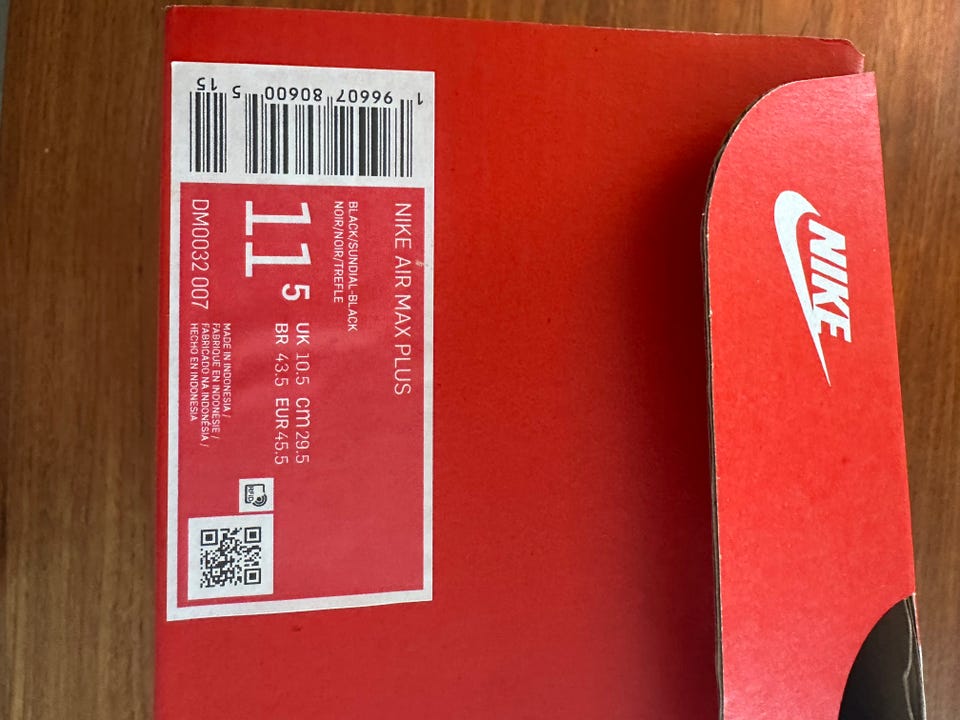 NIKE AIR MAX PLUS
BLACK/SUNDIAL-BLACK
NOIR/NOIR/TREFLE
11 5
UK 10.5 cm 29.5
BR 43.5 EUR 45.5
DM0032 007
MADE IN INDONESIA /
FABRIQUE EN INDONESIE /
FABRICADO NA INDONÉSIA /
HECHO EN INDONESIA
RFID
1 96607 80600 5 15
NIKE